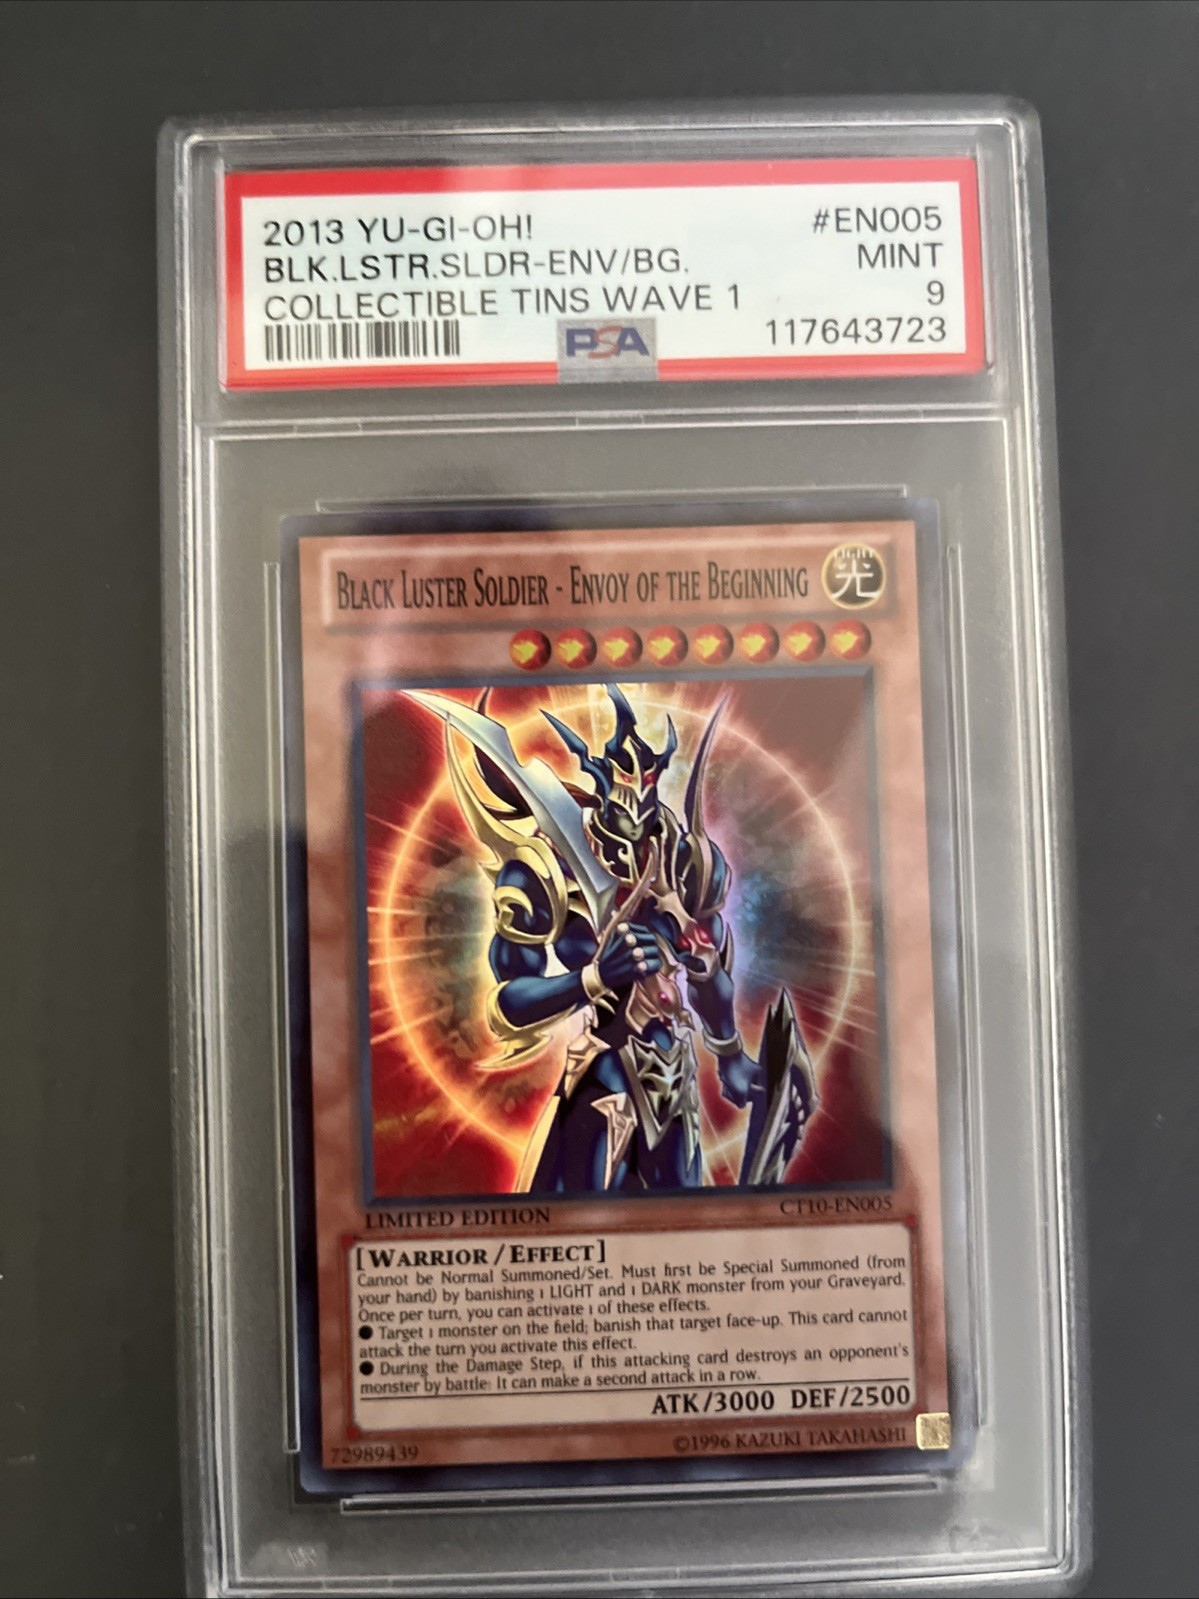 2013 YU-GI-OH! #EN005
BLK.LSTR.SLDR-ENV/BG. MINT
COLLECTIBLE TINS WAVE 1 9
PSA 117643723
BLACK LUSTER SOLDIER - ENVOY OF THE BEGINNING
LIGHT
光
LIMITED EDITION CT10-EN005
[WARRIOR/EFFECT]
Cannot be Normal Summoned/Set. Must first be Special Summoned (from
your hand) by banishing 1 LIGHT and 1 DARK monster from your Graveyard.
Once per turn, you can activate 1 of these effects.
● Target 1 monster on the field; banish that target face-up. This card cannot
attack the turn you activate this effect.
● During the Damage Step, if this attacking card destroys an opponent's
monster by battle: It can make a second attack in a row.
ATK/3000 DEF/2500
72989439 ©1996 KAZUKI TAKAHASHI